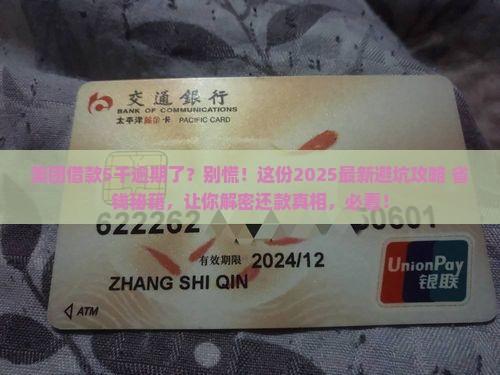 交通銀行
BANK OF COMMUNICATIONS
太平洋 卡 PACIFIC CARD
美团借款5千逾期了？别慌！这份2025最新避坑攻略 省
钱秘籍，让你解密还款真相，必看！
622262 60601
有效期限 2024/12
ZHANG SHI QIN
ATM
UnionPay
银联